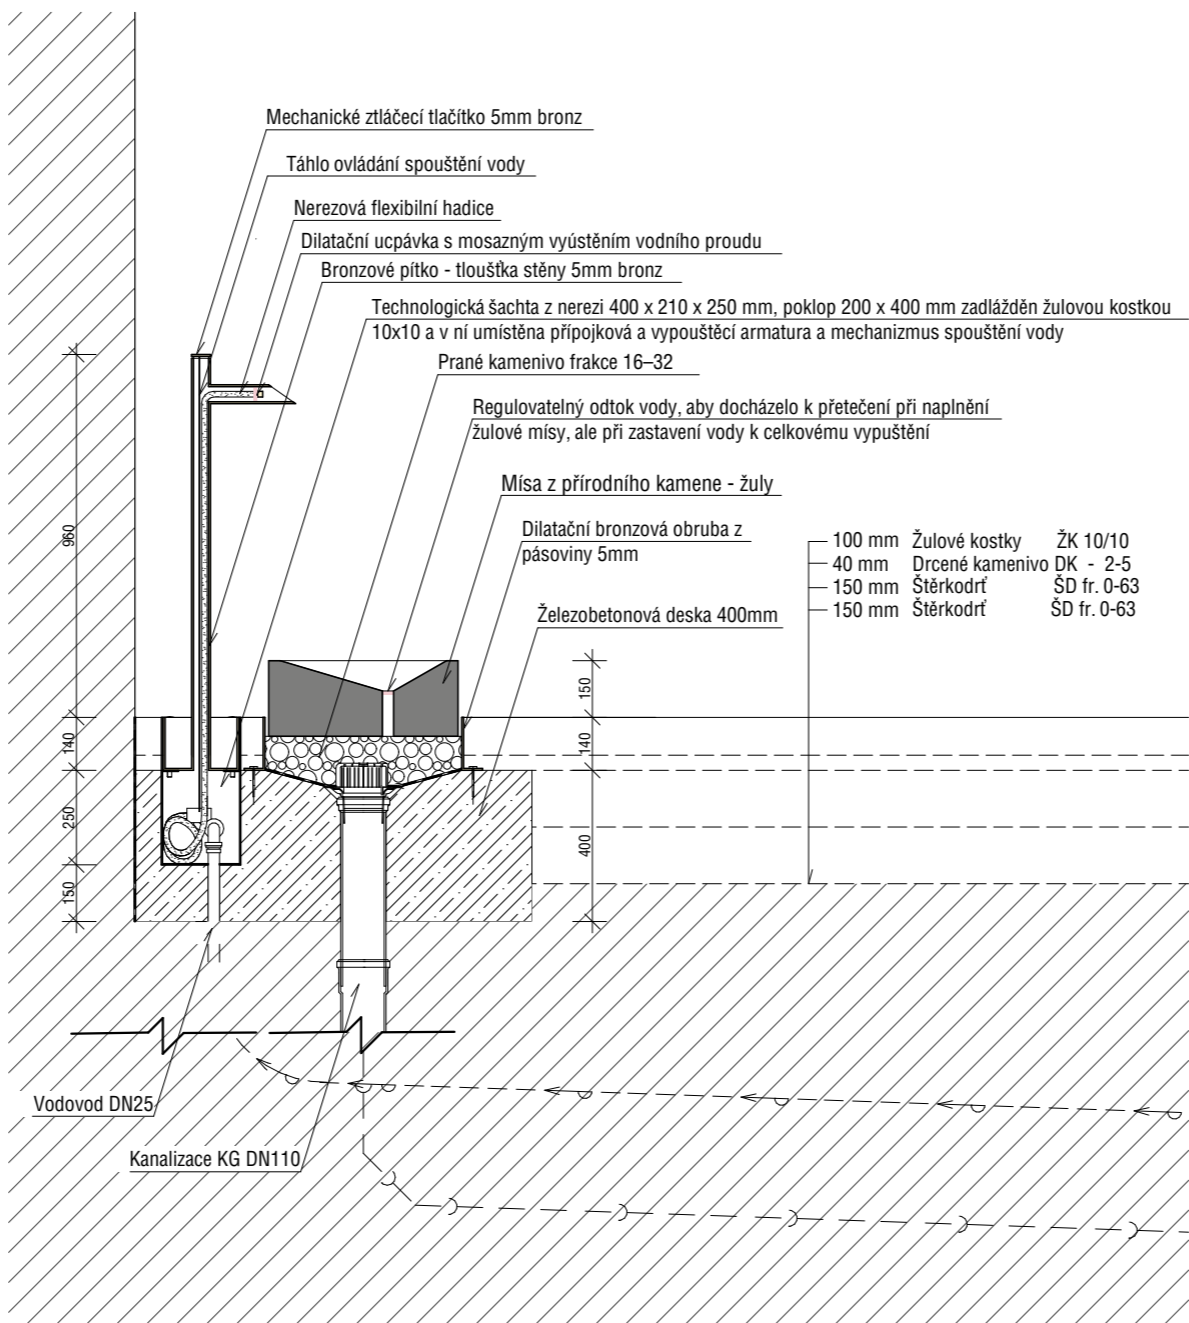 Mechanické ztláčecí tlačítko 5mm bronz
Táhlo ovládání spouštění vody
Nerezová flexibilní hadice
Dilatační ucpávka s mosazným vyústěním vodního proudu
Bronzové pítko - tloušťka stěny 5mm bronz
Technologická šachta z nerezi 400 x 210 x 250 mm, poklop 200 x 400 mm zadlážděn žulovou kostkou
10x10 a v ní umístěna přípojková a vypouštěcí armatura a mechanizmus spouštění vody
Prané kamenivo frakce 16–32
Regulovatelný odtok vody, aby docházelo k přetečení při naplnění
žulové mísy, ale při zastavení vody k celkovému vypuštění
Mísa z přírodního kamene - žuly
Dilatační bronzová obruba z
pásoviny 5mm
Železobetonová deska 400mm
100 mm Žulové kostky ŽK 10/10
40 mm Drcené kamenivo DK - 2-5
150 mm Štěrkodrť ŠD fr. 0-63
150 mm Štěrkodrť ŠD fr. 0-63
960
140
250
150
150
140
400
Vodovod DN25
Kanalizace KG DN110